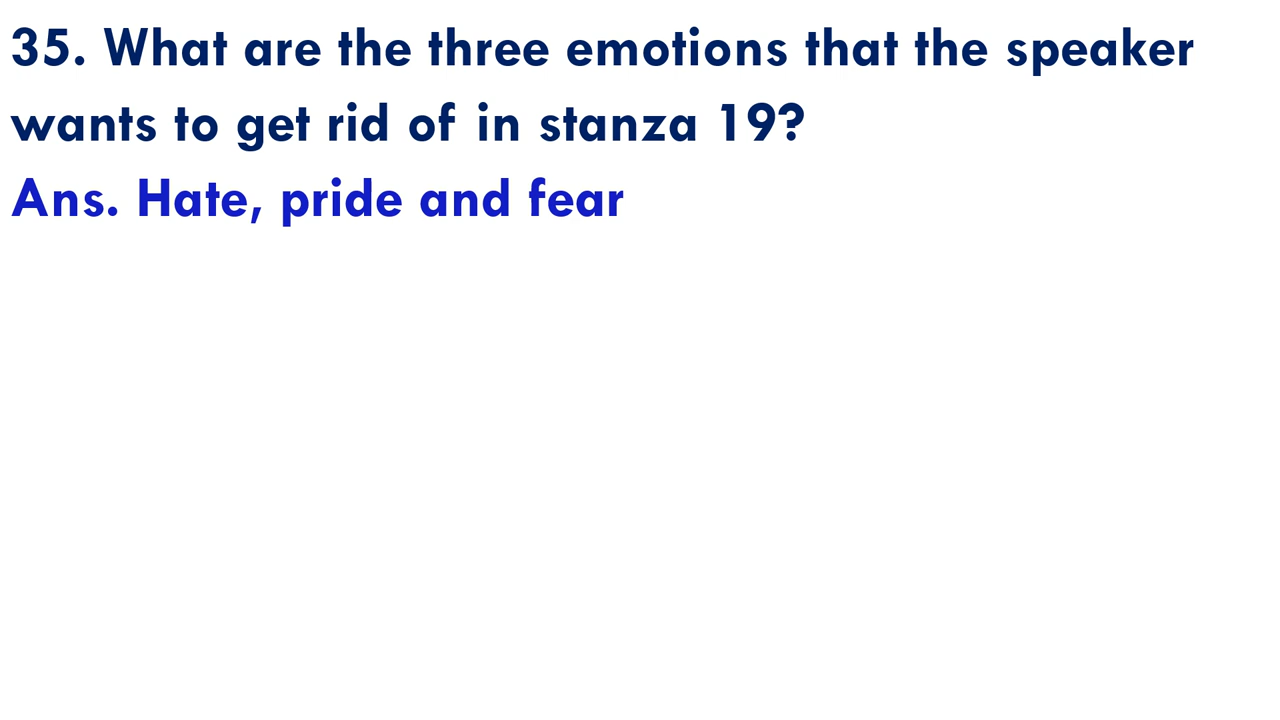 35. What are the three emotions that the speaker
wants to get rid of in stanza 19?
Ans. Hate, pride and fear